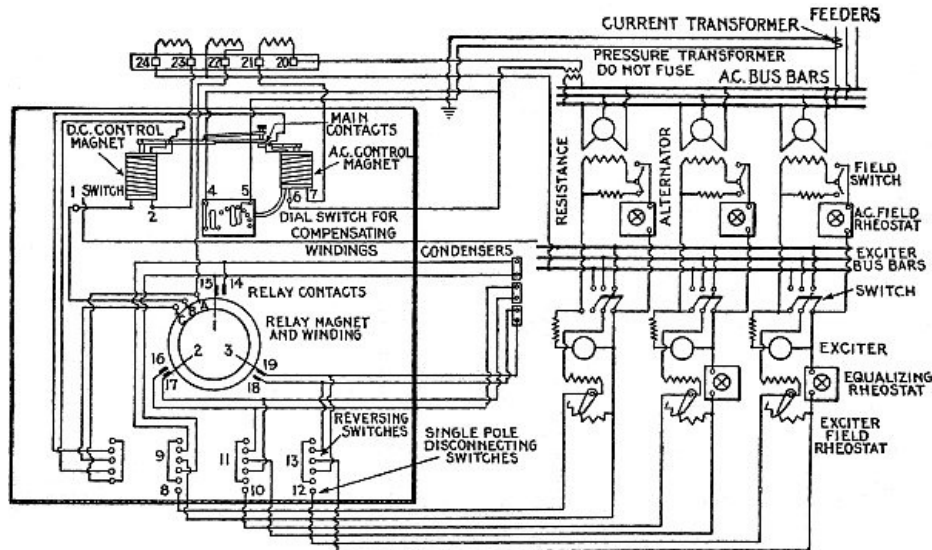 CURRENT TRANSFORMER
FEEDERS
PRESSURE TRANSFORMER
DO NOT FUSE
A.C. BUS BARS
24
23
22
21
20
D.C. CONTROL
MAGNET
MAIN
CONTACTS
A.C. CONTROL
MAGNET
1 SWITCH
2
4
5
6
7
DIAL SWITCH FOR
COMPENSATING
WINDINGS
RESISTANCE
ALTERNATOR
FIELD
SWITCH
A.C. FIELD
RHEOSTAT
CONDENSERS
EXCITER
BUS BARS
15
14
RELAY CONTACTS
C B A
1
2
3
RELAY MAGNET
AND WINDING
SWITCH
16
17
19
18
EXCITER
EQUALIZING
RHEOSTAT
REVERSING
SWITCHES
SINGLE POLE
DISCONNECTING
SWITCHES
EXCITER
FIELD
RHEOSTAT
9
11
13
8
10
12